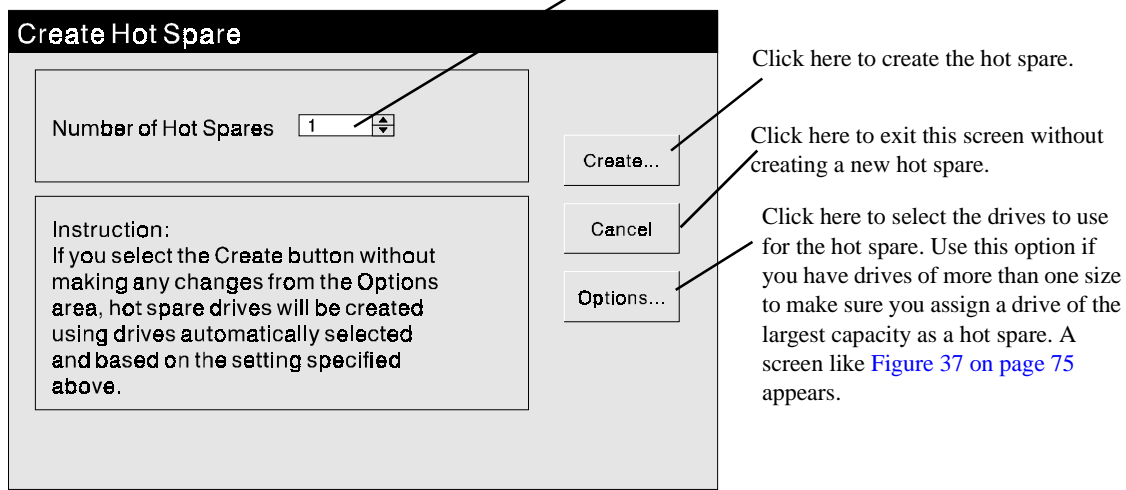 Create Hot Spare
Number of Hot Spares 1
Create...
Cancel
Options...
Instruction:
If you select the Create button without
making any changes from the Options
area, hot spare drives will be created
using drives automatically selected
and based on the setting specified
above.
Click here to create the hot spare.
Click here to exit this screen without
creating a new hot spare.
Click here to select the drives to use
for the hot spare. Use this option if
you have drives of more than one size
to make sure you assign a drive of the
largest capacity as a hot spare. A
screen like Figure 37 on page 75
appears.